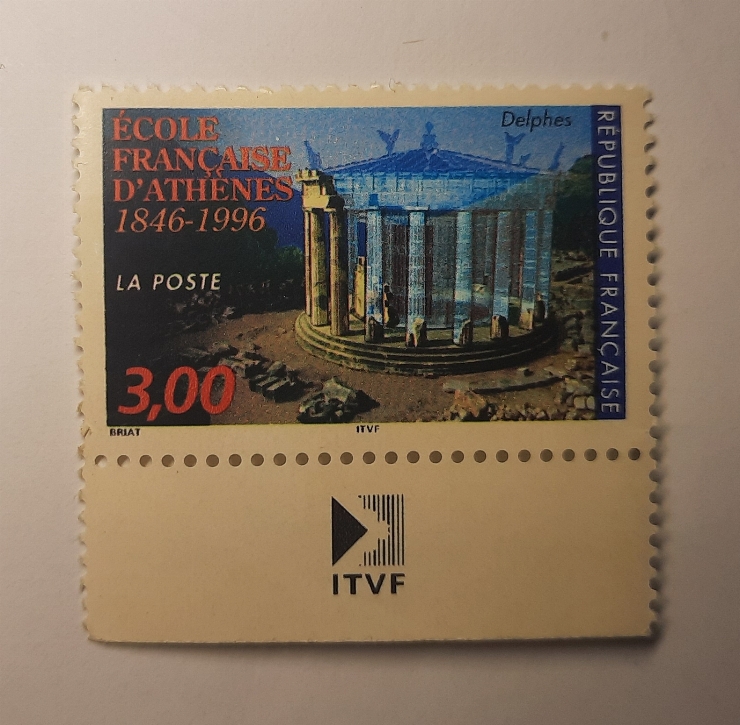 ÉCOLE
FRANÇAISE
D'ATHÈNES
1846-1996
Delphes
RÉPUBLIQUE FRANÇAISE
LA POSTE
3,00
BRIAT
ITVF
ITVF